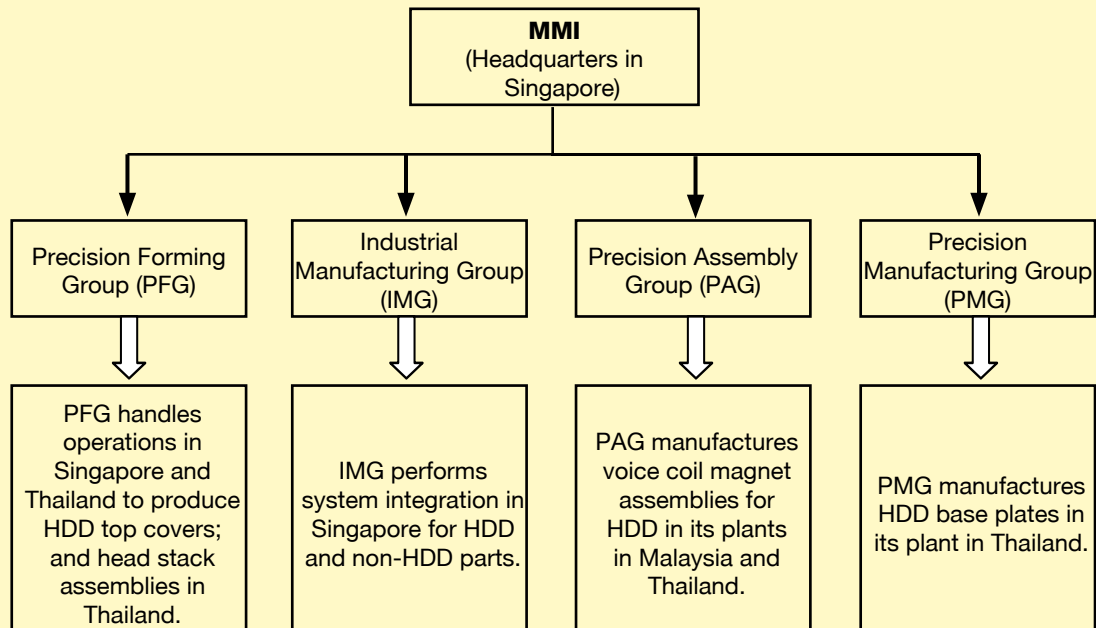 MMI
(Headquarters in
Singapore)
Precision Forming
Group (PFG)
Industrial
Manufacturing Group
(IMG)
Precision Assembly
Group (PAG)
Precision
Manufacturing Group
(PMG)
PFG handles
operations in
Singapore and
Thailand to produce
HDD top covers;
and head stack
assemblies in
Thailand.
IMG performs
system integration in
Singapore for HDD
and non-HDD parts.
PAG manufactures
voice coil magnet
assemblies for
HDD in its plants
in Malaysia and
Thailand.
PMG manufactures
HDD base plates in
its plant in Thailand.